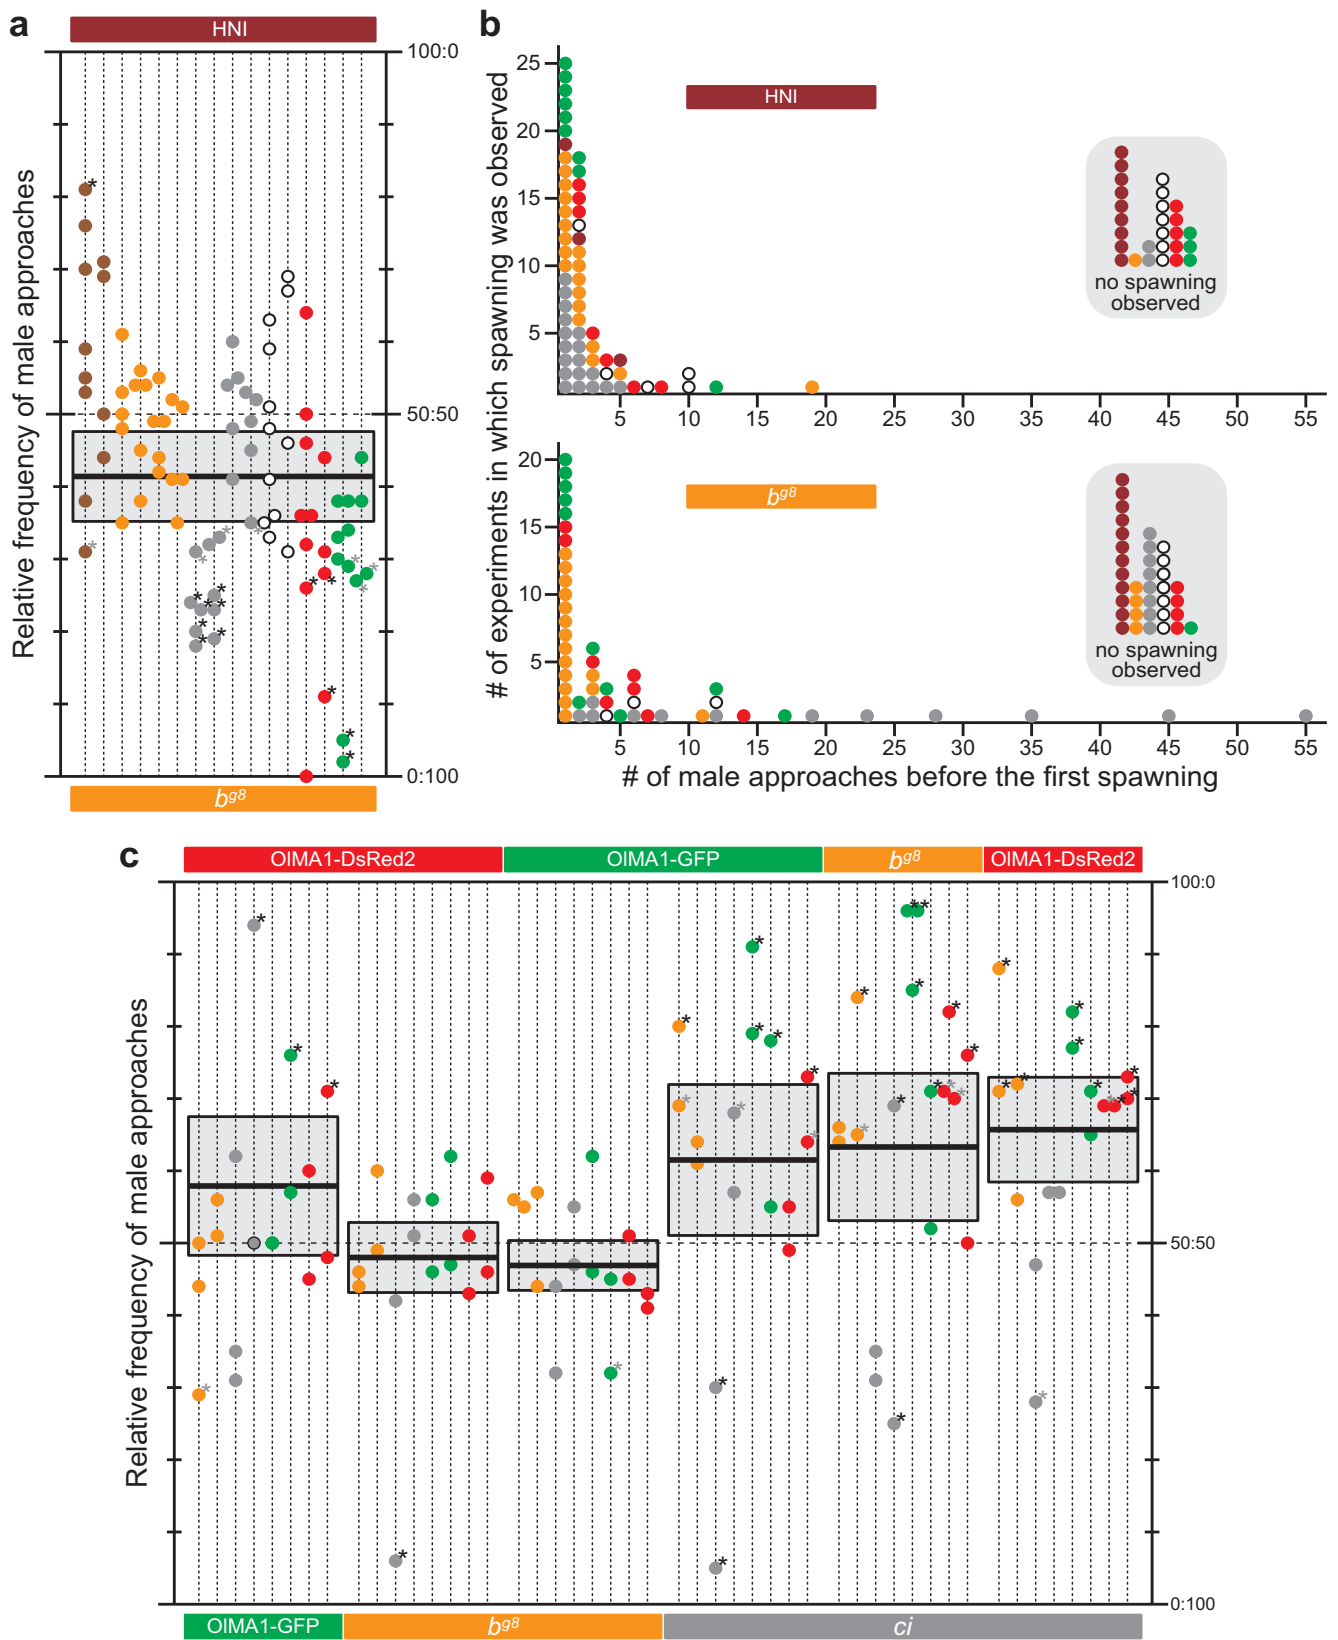 a
HNI
100:0
50:50
0:100
Relative frequency of male approaches
b^g8
b
# of experiments in which spawning was observed
25
20
15
10
5
HNI
no spawning
observed
5 10 15 20 25 30 35 40 45 50 55
20
15
10
5
b^g8
no spawning
observed
5 10 15 20 25 30 35 40 45 50 55
# of male approaches before the first spawning
c
OlMA1-DsRed2 OlMA1-GFP b^g8 OlMA1-DsRed2
100:0
50:50
0:100
Relative frequency of male approaches
OlMA1-GFP b^g8 ci